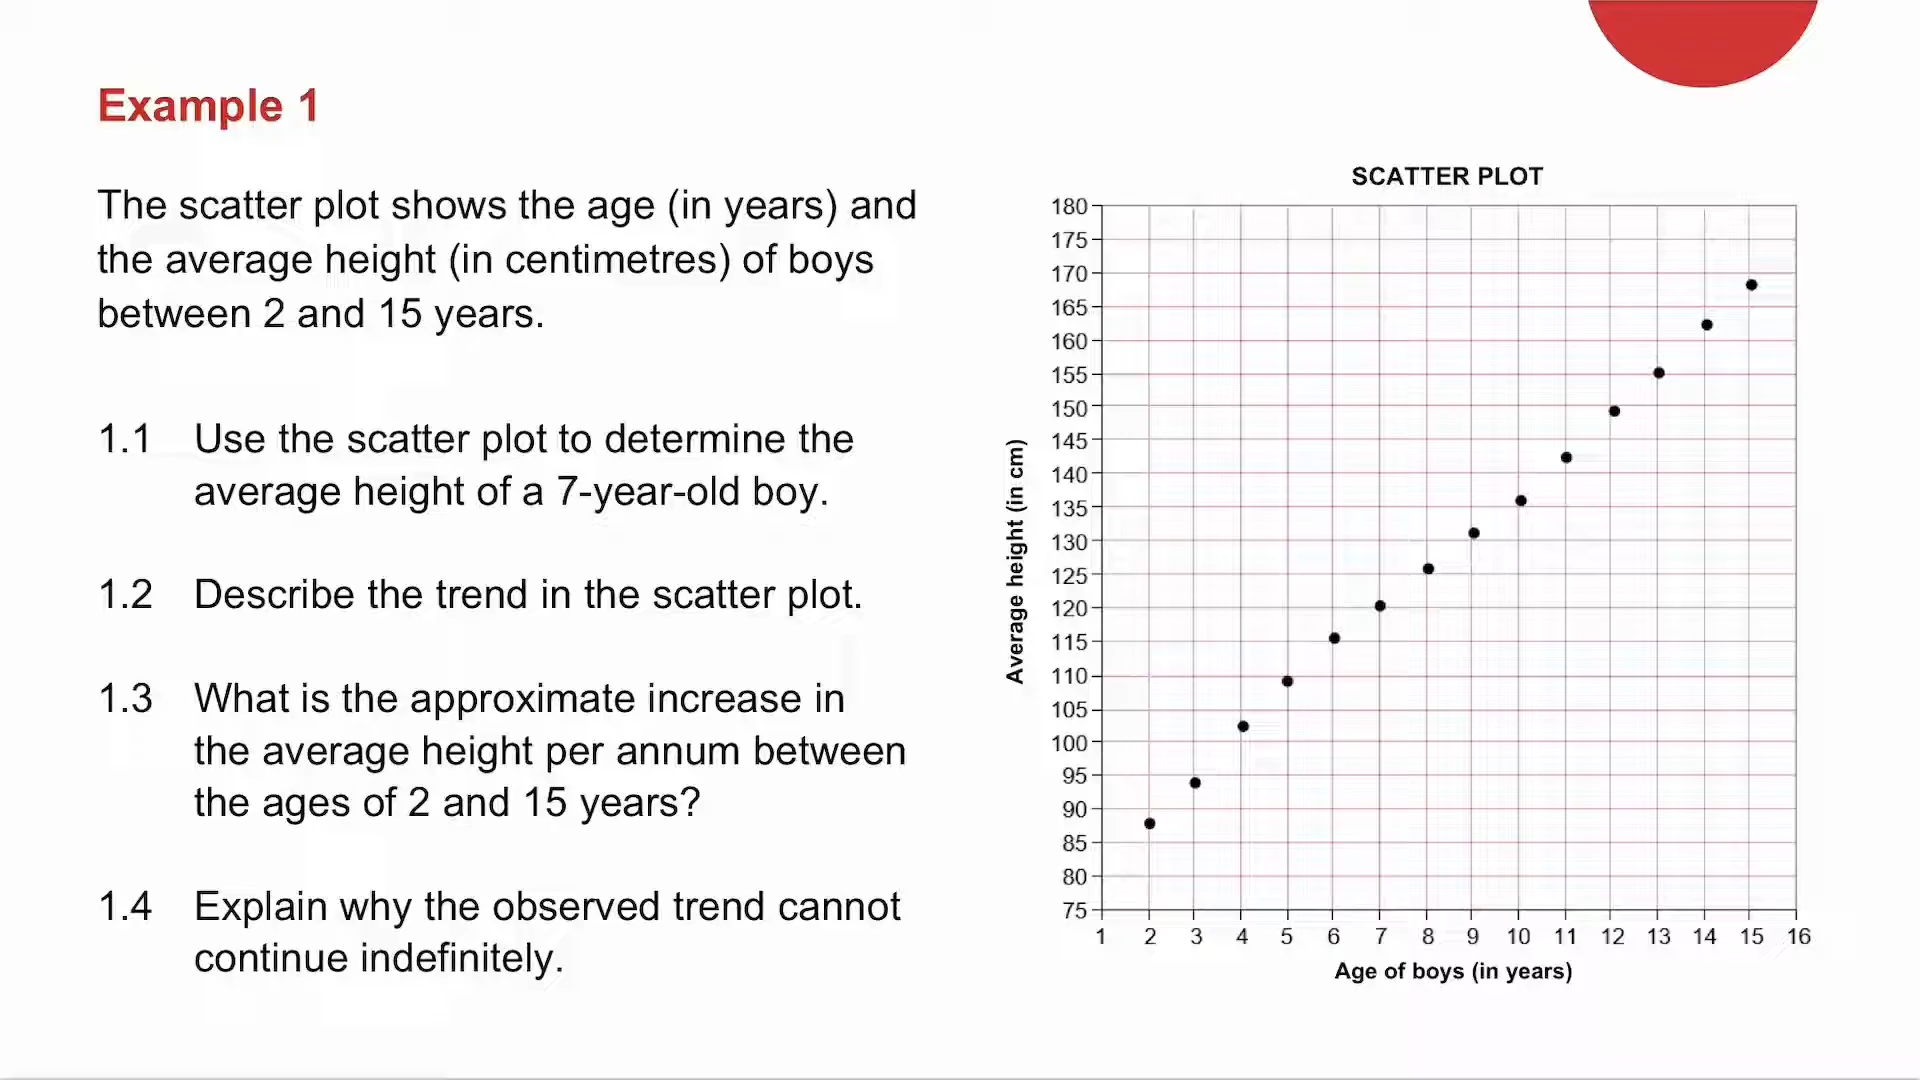 Example 1
The scatter plot shows the age (in years) and
the average height (in centimetres) of boys
between 2 and 15 years.
1.1 Use the scatter plot to determine the
average height of a 7-year-old boy.
1.2 Describe the trend in the scatter plot.
1.3 What is the approximate increase in
the average height per annum between
the ages of 2 and 15 years?
1.4 Explain why the observed trend cannot
continue indefinitely.
SCATTER PLOT
Average height (in cm)
180
175
170
165
160
155
150
145
140
135
130
125
120
115
110
105
100
95
90
85
80
75
1 2 3 4 5 6 7 8 9 10 11 12 13 14 15 16
Age of boys (in years)